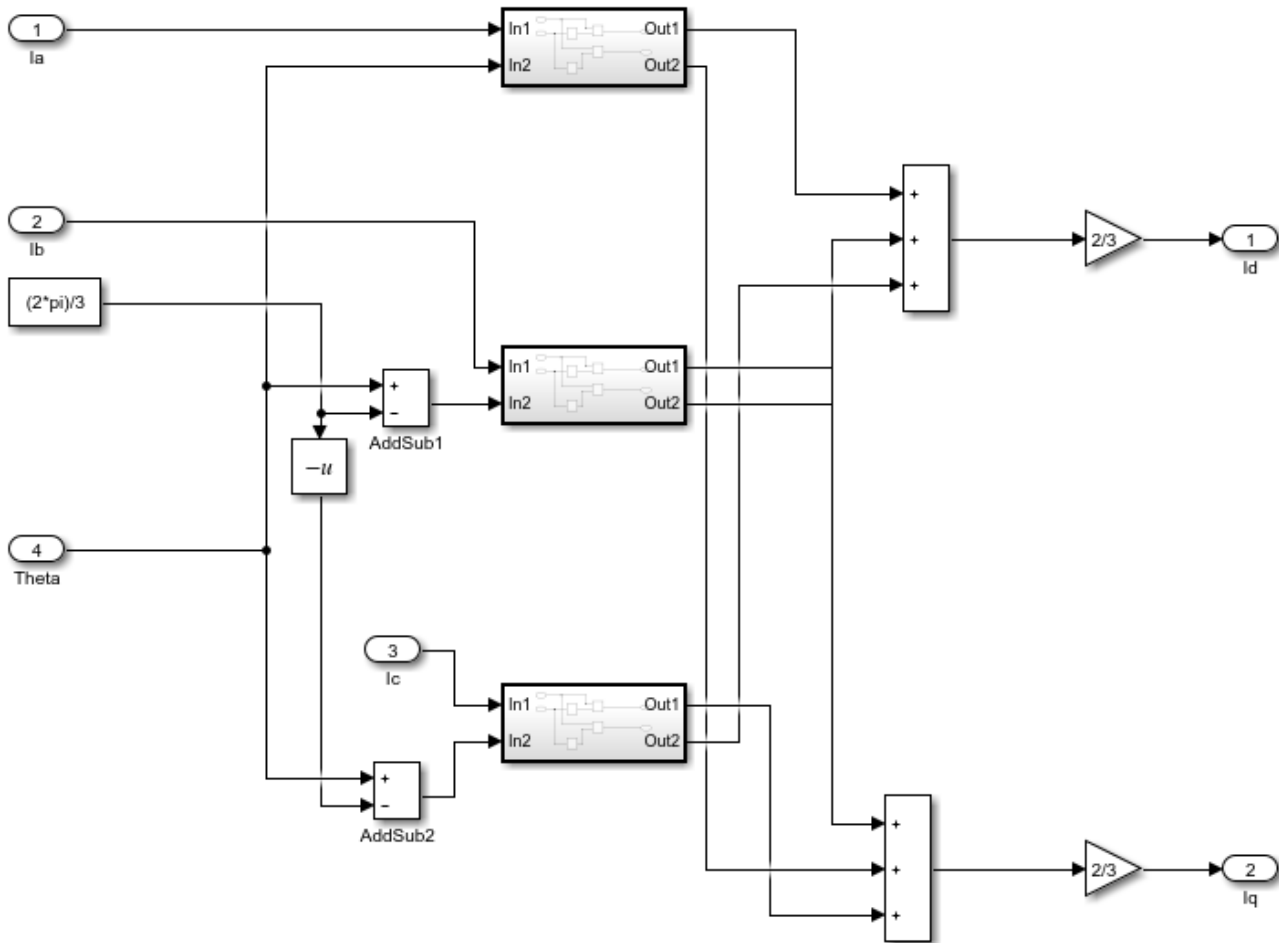 1
Ia
In1
In2
Out1
Out2
+
+
+
2/3
1
Id
2
Ib
(2*pi)/3
+
−
AddSub1
In1
In2
Out1
Out2
−u
4
Theta
3
Ic
In1
In2
Out1
Out2
+
−
AddSub2
+
+
+
2/3
2
Iq